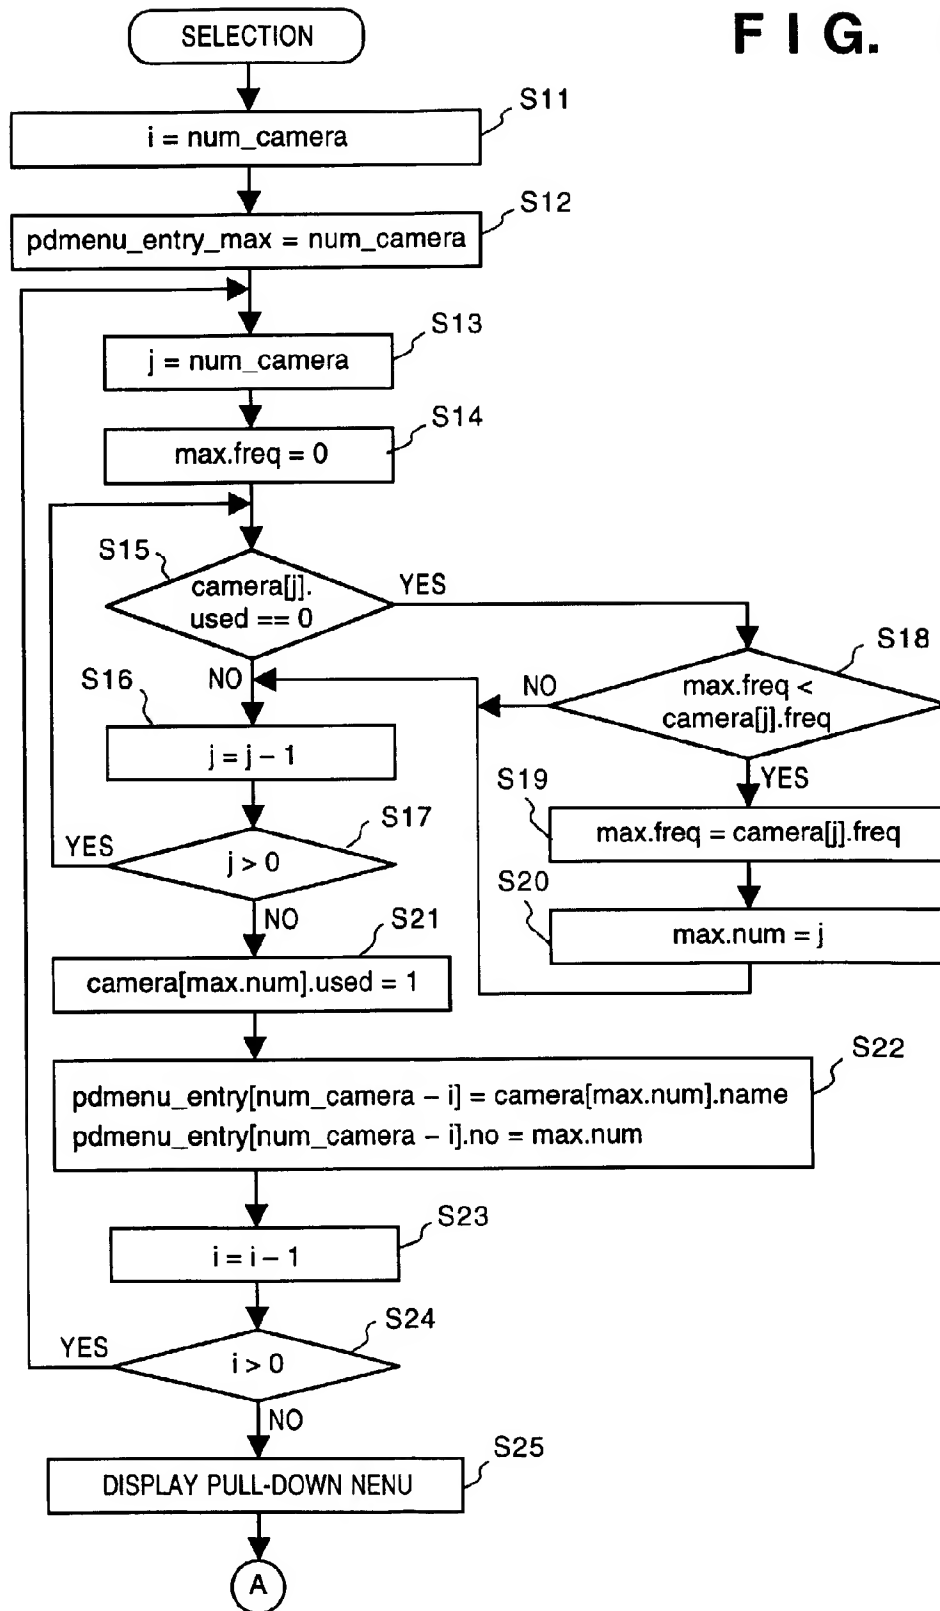 FIG.
SELECTION
S11
i = num_camera
S12
pdmenu_entry_max = num_camera
S13
j = num_camera
S14
max.freq = 0
S15
camera[j].
used == 0
YES
NO
S18
max.freq <
camera[j].freq
NO
YES
S16
j = j - 1
S19
max.freq = camera[j].freq
S17
j > 0
YES
NO
S20
max.num = j
S21
camera[max.num].used = 1
S22
pdmenu_entry[num_camera – i] = camera[max.num].name
pdmenu_entry[num_camera – i].no = max.num
S23
i = i – 1
S24
i > 0
YES
NO
S25
DISPLAY PULL-DOWN NENU
A